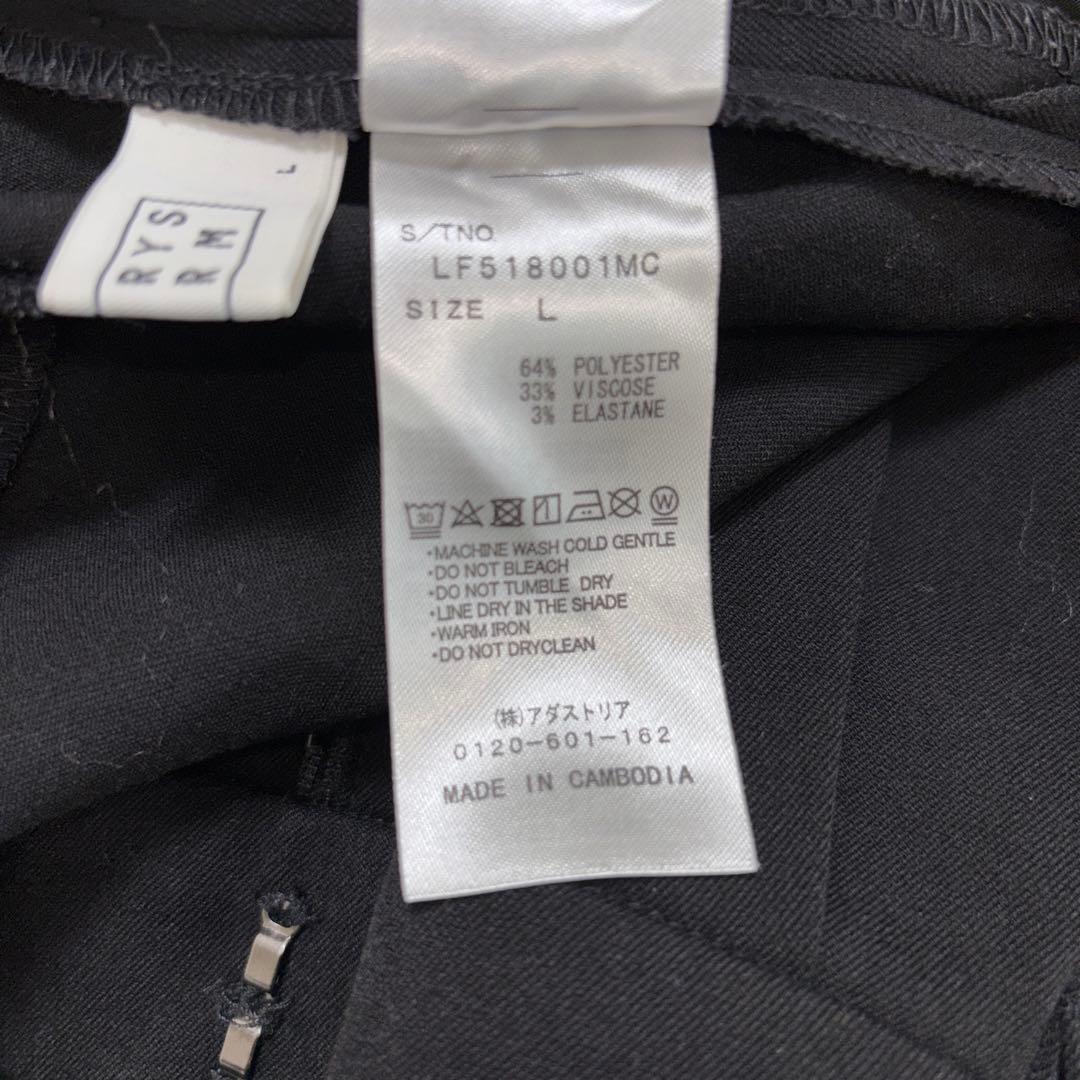 RYS
RM
L
S/TNO.
LF518001MC
SIZE L
64% POLYESTER
33% VISCOSE
3% ELASTANE
30 W
•MACHINE WASH COLD GENTLE
•DO NOT BLEACH
•DO NOT TUMBLE DRY
•LINE DRY IN THE SHADE
•WARM IRON
•DO NOT DRYCLEAN
(株)アダストリア
0120-601-162
MADE IN CAMBODIA